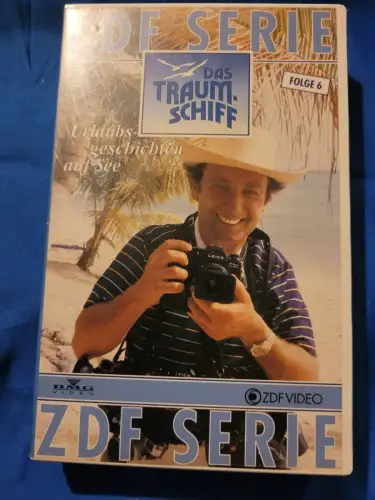 ZDF SERIE
DAS
TRAUM-
SCHIFF
FOLGE 6
Urlaubs-
geschichten
auf See
LEICA
BMG
VIDEO
ZDF VIDEO
ZDF SERIE